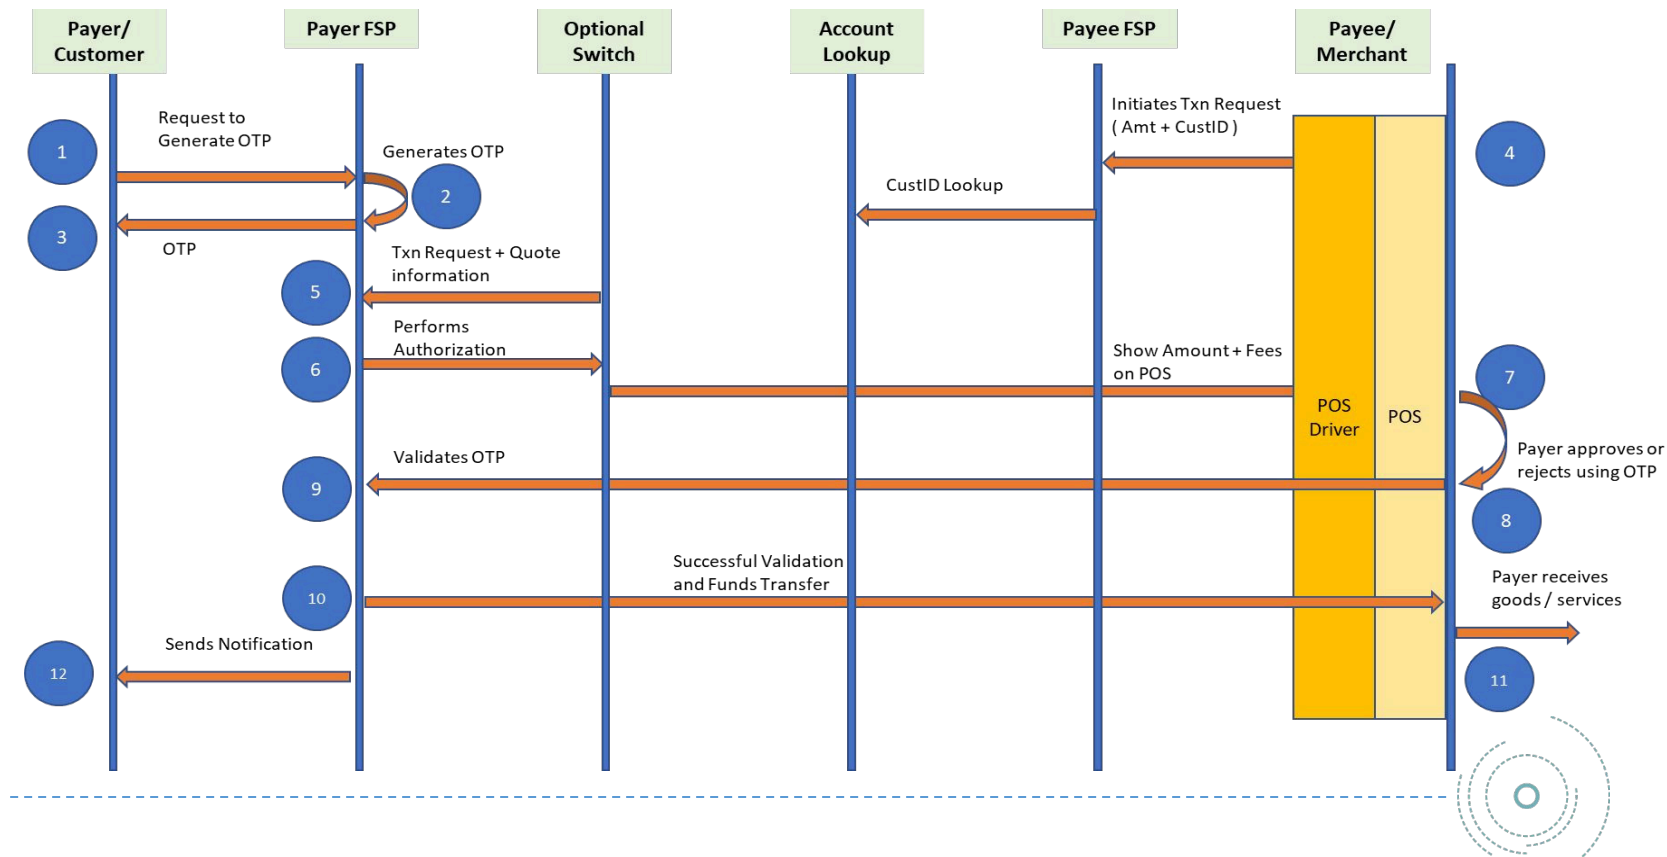 Payer/
Customer
Payer FSP
Optional
Switch
Account
Lookup
Payee FSP
Payee/
Merchant
1
Request to
Generate OTP
Generates OTP
2
3
OTP
Initiates Txn Request
( Amt + CustID )
4
CustID Lookup
Txn Request + Quote
information
5
Performs
Authorization
6
Show Amount + Fees
on POS
7
POS
Driver
POS
Payer approves or
rejects using OTP
8
Validates OTP
9
Successful Validation
and Funds Transfer
10
Payer receives
goods / services
11
Sends Notification
12